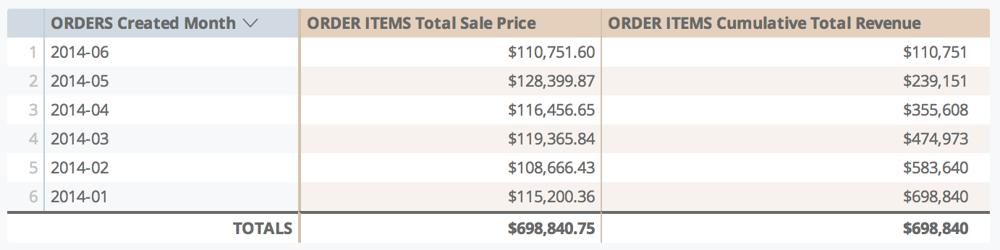 ORDERS Created Month ORDER ITEMS Total Sale Price ORDER ITEMS Cumulative Total Revenue
1 2014-06 $110,751.60 $110,751
2 2014-05 $128,399.87 $239,151
3 2014-04 $116,456.65 $355,608
4 2014-03 $119,365.84 $474,973
5 2014-02 $108,666.43 $583,640
6 2014-01 $115,200.36 $698,840
TOTALS $698,840.75 $698,840